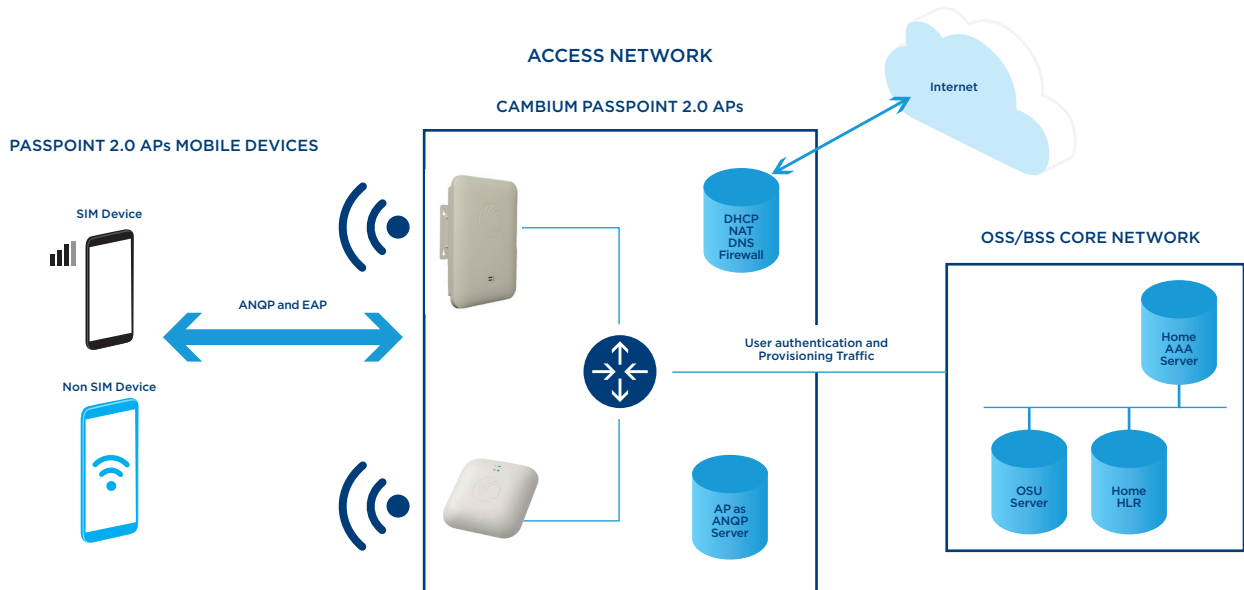 ACCESS NETWORK
CAMBIUM PASSPOINT 2.0 APs
Internet
PASSPOINT 2.0 APs MOBILE DEVICES
SIM Device
ANQP and EAP
Non SIM Device
DHCP
NAT
DNS
Firewall
User authentication and
Provisioning Traffic
AP as
ANQP
Server
OSS/BSS CORE NETWORK
Home
AAA
Server
OSU
Server
Home
HLR